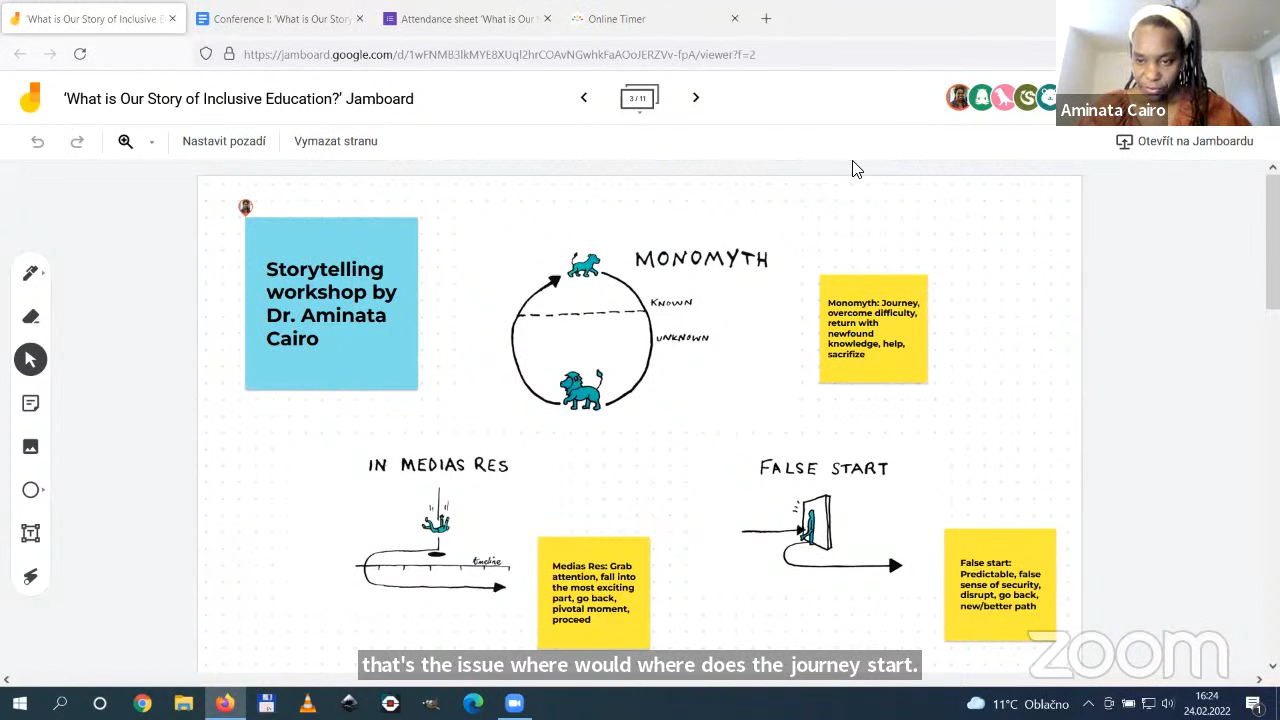 'What is Our Story of Inclusive E
Conference I: 'What is Our Story
Attendance sheet 'What is Our
Online Timer
https://jamboard.google.com/d/1wFNMB3lkMYE8XUql2hrCOAvNGwhkFaAOoJERZVv-fpA/viewer?f=2
'What is Our Story of Inclusive Education?' Jamboard
3 / 11
Aminata Cairo
Nastavit pozadí
Vymazat stranu
Otevřít na Jamboardu
Storytelling
workshop by
Dr. Aminata
Cairo
MONOMYTH
KNOWN
UNKNOWN
Monomyth: Journey,
overcome difficulty,
return with
newfound
knowledge, help,
sacrifize
IN MEDIAS RES
timeline
Medias Res: Grab
attention, fall into
the most exciting
part, go back,
pivotal moment,
proceed
FALSE START
False start:
Predictable, false
sense of security,
disrupt, go back,
new/better path
zoom
that's the issue where would where does the journey start.
11°C Oblačno
16:24
24.02.2022
1